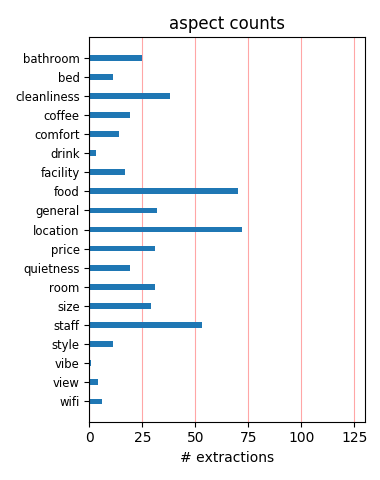 aspect counts
bathroom
bed
cleanliness
coffee
comfort
drink
facility
food
general
location
price
quietness
room
size
staff
style
vibe
view
wifi
0 25 50 75 100 125
# extractions